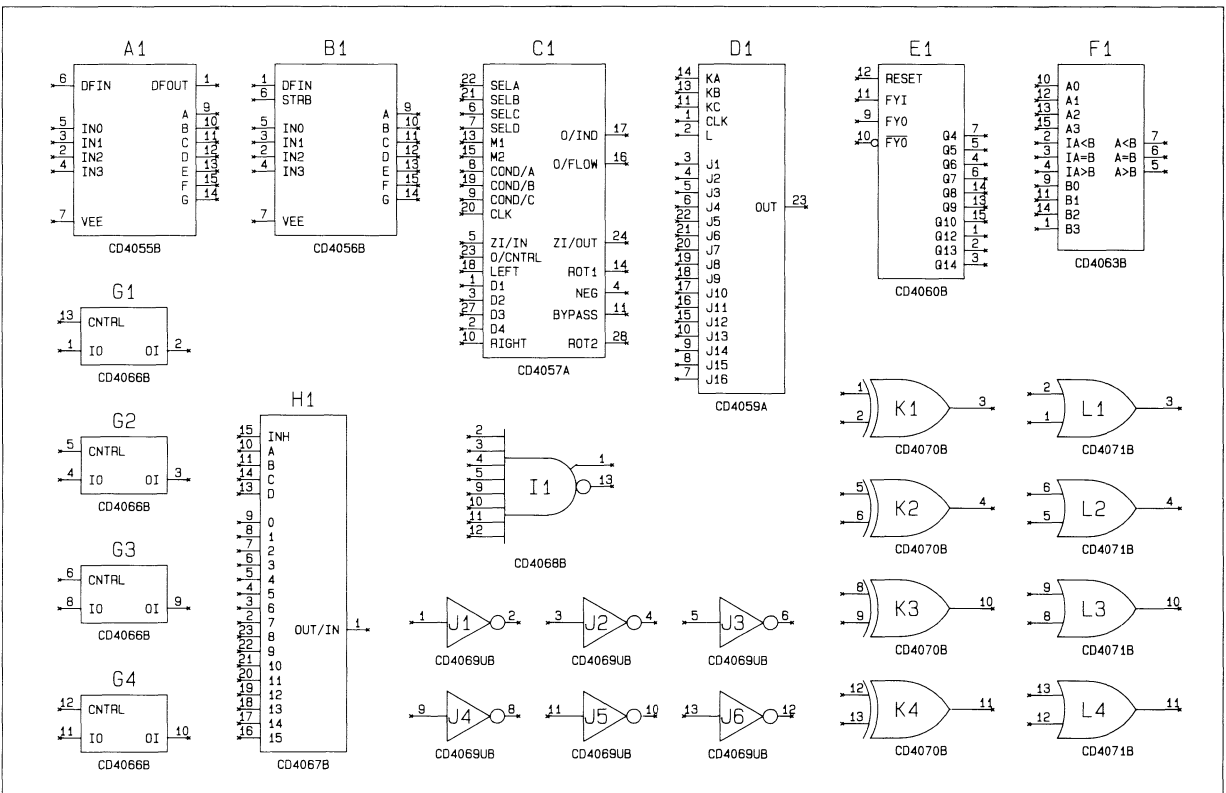 A1
6 DFIN DFOUT 1
A 9
5 IN0 B 10
3 IN1 C 11
2 IN2 D 12
4 IN3 E 13
F 15
G 14
7 VEE
CD4055B
B1
1 DFIN
6 STRB
A 9
5 IN0 B 10
3 IN1 C 11
2 IN2 D 12
4 IN3 E 13
F 15
G 14
7 VEE
CD4056B
C1
22 SELA
21 SELB
6 SELC
7 SELD O/IND 17
13 M1
15 M2 O/FLOW 16
8 COND/A
19 COND/B
9 COND/C
20 CLK
5 ZI/IN ZI/OUT 24
23 O/CNTRL
18 LEFT ROT1 14
1 D1
3 D2 NEG 4
27 D3 BYPASS 11
2 D4
10 RIGHT ROT2 28
CD4057A
D1
14 KA
13 KB
11 KC
1 CLK
2 L
3 J1
4 J2
5 J3
6 J4 OUT 23
22 J5
21 J6
20 J7
19 J8
18 J9
17 J10
16 J11
15 J12
10 J13
9 J14
8 J15
7 J16
CD4059A
E1
12 RESET
11 FYI
9 FYO
10 FYO
Q4 7
Q5 5
Q6 4
Q7 6
Q8 14
Q9 13
Q10 15
Q12 1
Q13 2
Q14 3
CD4060B
F1
10 A0
12 A1
13 A2
15 A3
2 IA<B A<B 7
3 IA=B A=B 6
4 IA>B A>B 5
9 B0
11 B1
14 B2
1 B3
CD4063B
G1
13 CNTRL
1 IO OI 2
CD4066B
G2
5 CNTRL
4 IO OI 3
CD4066B
G3
6 CNTRL
8 IO OI 9
CD4066B
G4
12 CNTRL
11 IO OI 10
CD4066B
H1
15 INH
10 A
11 B
14 C
13 D
9 0
8 1
7 2
6 3
5 4
4 5
3 6
2 7
23 8 OUT/IN 1
22 9
21 10
20 11
19 12
18 13
17 14
16 15
CD4067B
2
3
4 1
5
9 I1 13
10
11
12
CD4068B
1 J1 2
CD4069UB
3 J2 4
CD4069UB
5 J3 6
CD4069UB
9 J4 8
CD4069UB
11 J5 10
CD4069UB
13 J6 12
CD4069UB
1 K1 3
2
CD4070B
5 K2 4
6
CD4070B
8 K3 10
9
CD4070B
12 K4 11
13
CD4070B
2 L1 3
1
CD4071B
6 L2 4
5
CD4071B
9 L3 10
8
CD4071B
13 L4 11
12
CD4071B